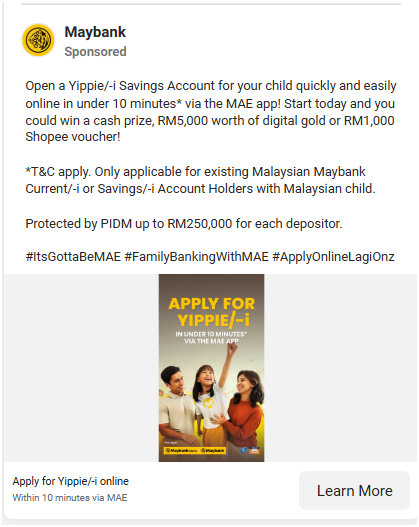 Maybank
Sponsored
Open a Yippie/-i Savings Account for your child quickly and easily
online in under 10 minutes* via the MAE app! Start today and you
could win a cash prize, RM5,000 worth of digital gold or RM1,000
Shopee voucher!
*T&C apply. Only applicable for existing Malaysian Maybank
Current/-i or Savings/-i Account Holders with Malaysian child.
Protected by PIDM up to RM250,000 for each depositor.
#ItsGottaBeMAE #FamilyBankingWithMAE #ApplyOnlineLagiOnz
APPLY FOR
YIPPIE/-i
IN UNDER 10 MINUTES*
VIA THE MAE APP
Maybank Maybank
Apply for Yippie/-i online
Within 10 minutes via MAE
Learn More